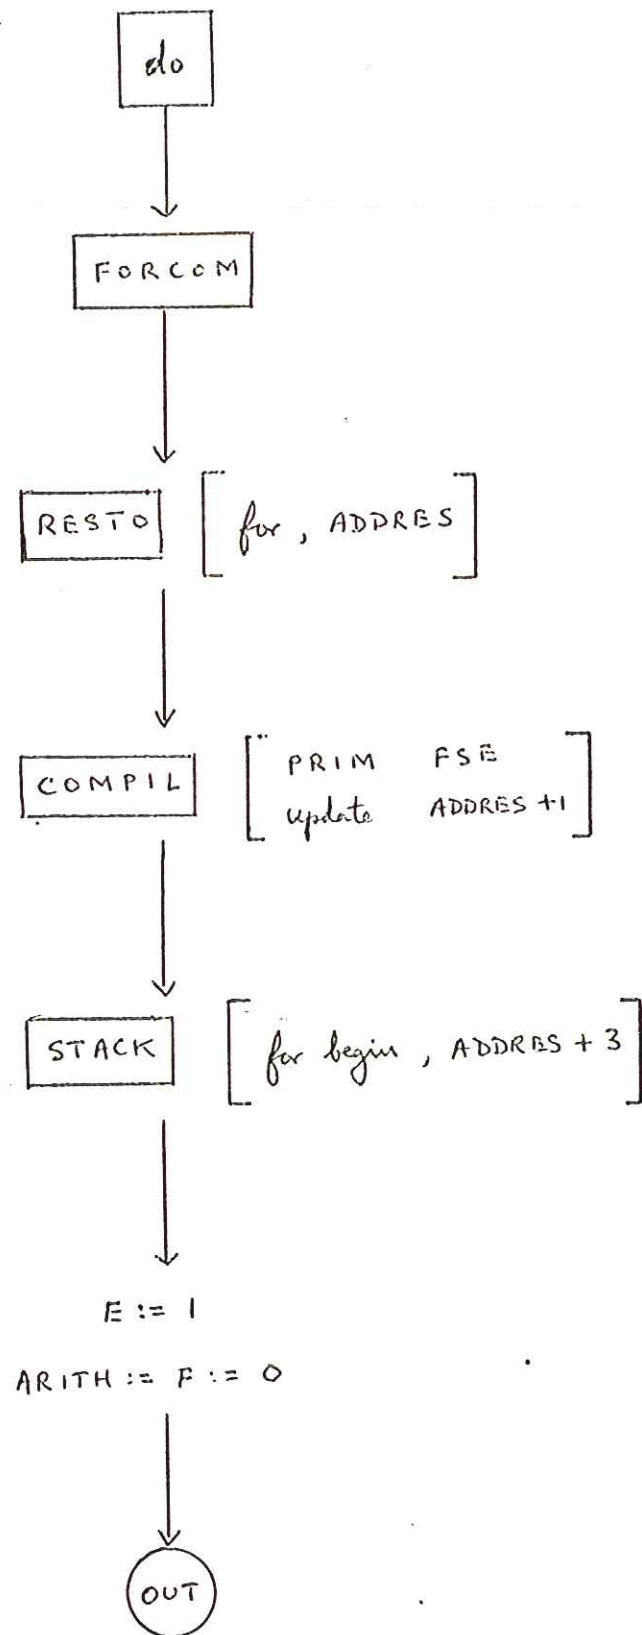 do
FORCOM
RESTO [for, ADDRES]
COMPIL [PRIM FSE
update ADDRES +1]
STACK [for begin, ADDRES + 3]
E := 1
ARITH := F := 0
OUT